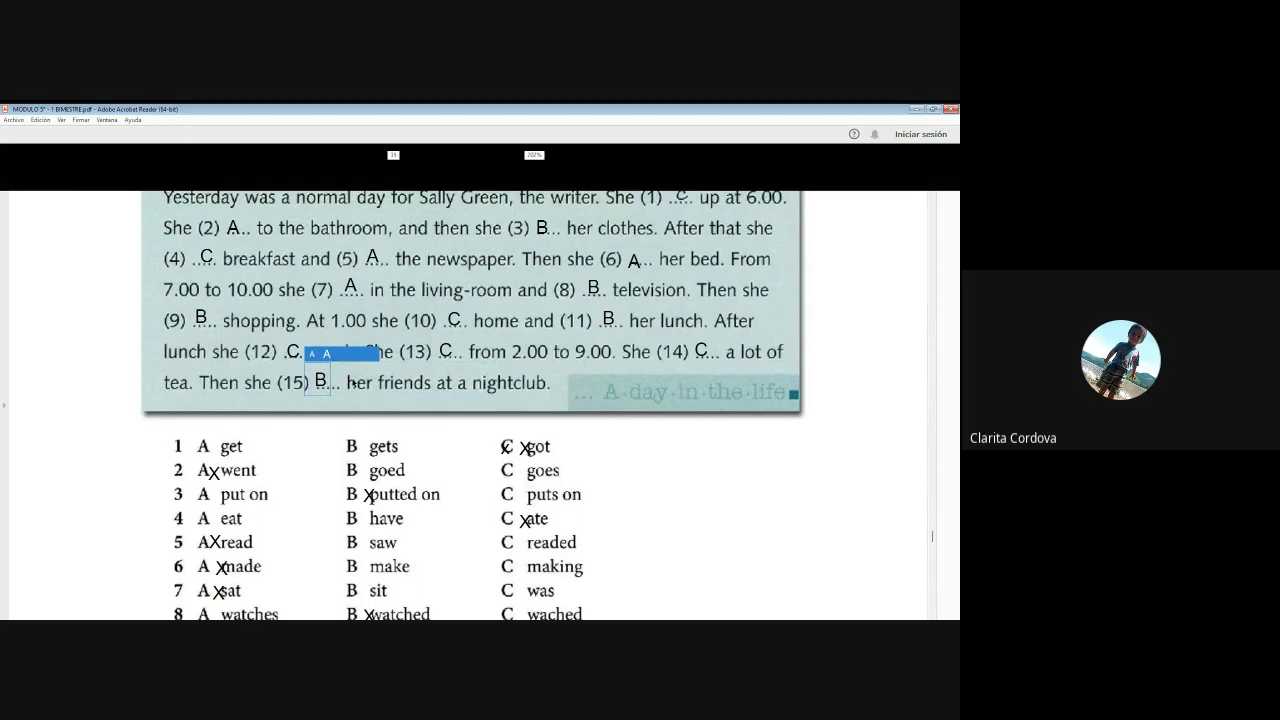 MODULO 5° - 1 BIMESTRE.pdf - Adobe Acrobat Reader (64-bit)
Archivo Edición Ver Firmar Ventana Ayuda
Iniciar sesión
35 202%
Yesterday was a normal day for Sally Green, the writer. She (1) .C... up at 6.00.
She (2) A.. to the bathroom, and then she (3) B... her clothes. After that she
(4) ..C.. breakfast and (5) .A... the newspaper. Then she (6) A... her bed. From
7.00 to 10.00 she (7) ..A.. in the living-room and (8) .B... television. Then she
(9) .B... shopping. At 1.00 she (10) .C... home and (11) .B... her lunch. After
lunch she (12) .C. A A he (13) C... from 2.00 to 9.00. She (14) C... a lot of
tea. Then she (15) B.... her friends at a nightclub.
... A day in the life
1 A get B gets C X X got
2 A X went B goed C goes
3 A put on B X putted on C puts on
4 A eat B have C X ate
5 A X read B saw C readed
6 A X made B make C making
7 A X sat B sit C was
8 A watches B X watched C wached
Clarita Cordova